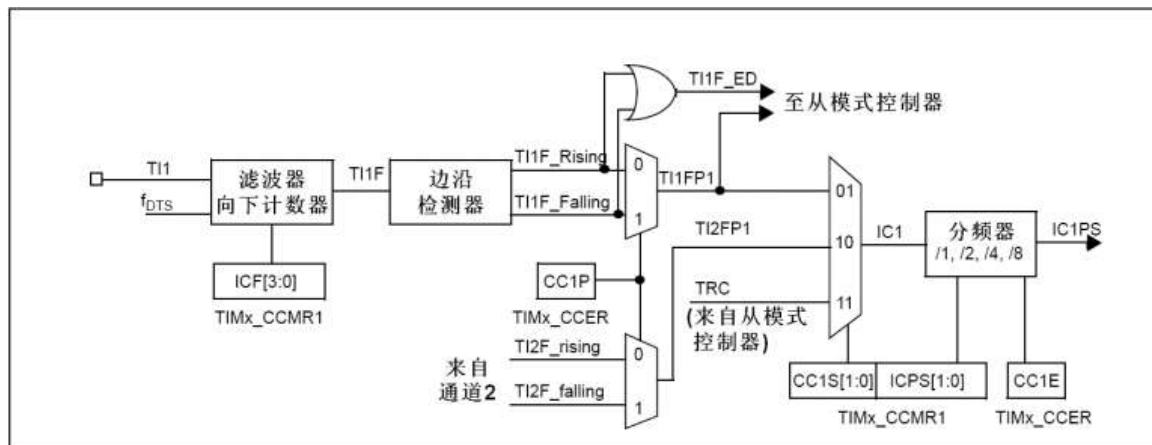 TI1F_ED
至从模式控制器
TI1
fDTS
滤波器
向下计数器
TI1F
边沿
检测器
TI1F_Rising
TI1F_Falling
0
1
TI1FP1
TI2FP1
01
10
11
IC1
分频器
/1, /2, /4, /8
IC1PS
ICF[3:0]
TIMx_CCMR1
CC1P
TIMx_CCER
TRC
(来自从模式
控制器)
来自
通道2
TI2F_rising
TI2F_falling
0
1
CC1S[1:0]
ICPS[1:0]
TIMx_CCMR1
CC1E
TIMx_CCER